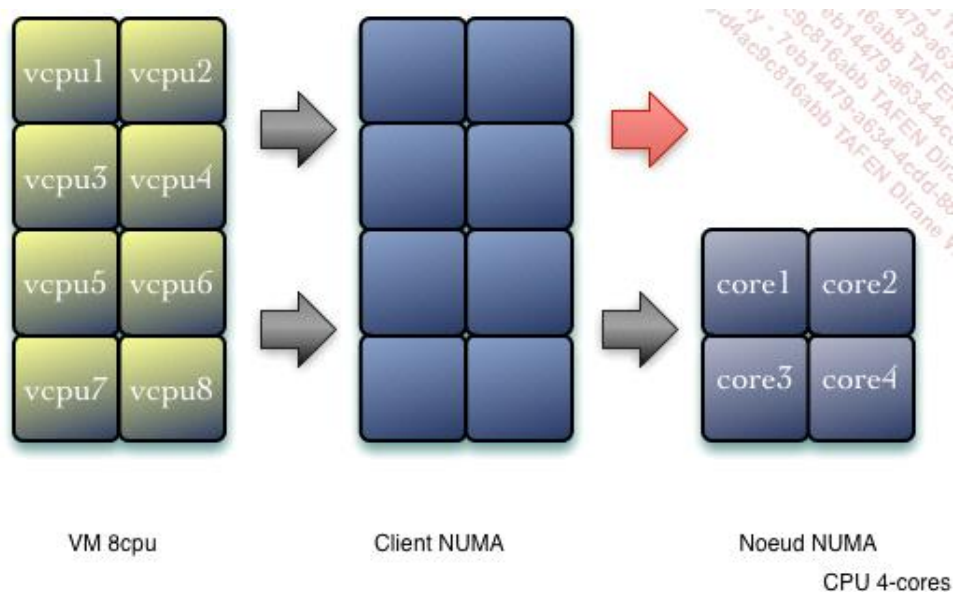 vcpu1 vcpu2
vcpu3 vcpu4
vcpu5 vcpu6
vcpu7 vcpu8
core1 core2
core3 core4
VM 8cpu
Client NUMA
Noeud NUMA
CPU 4-cores